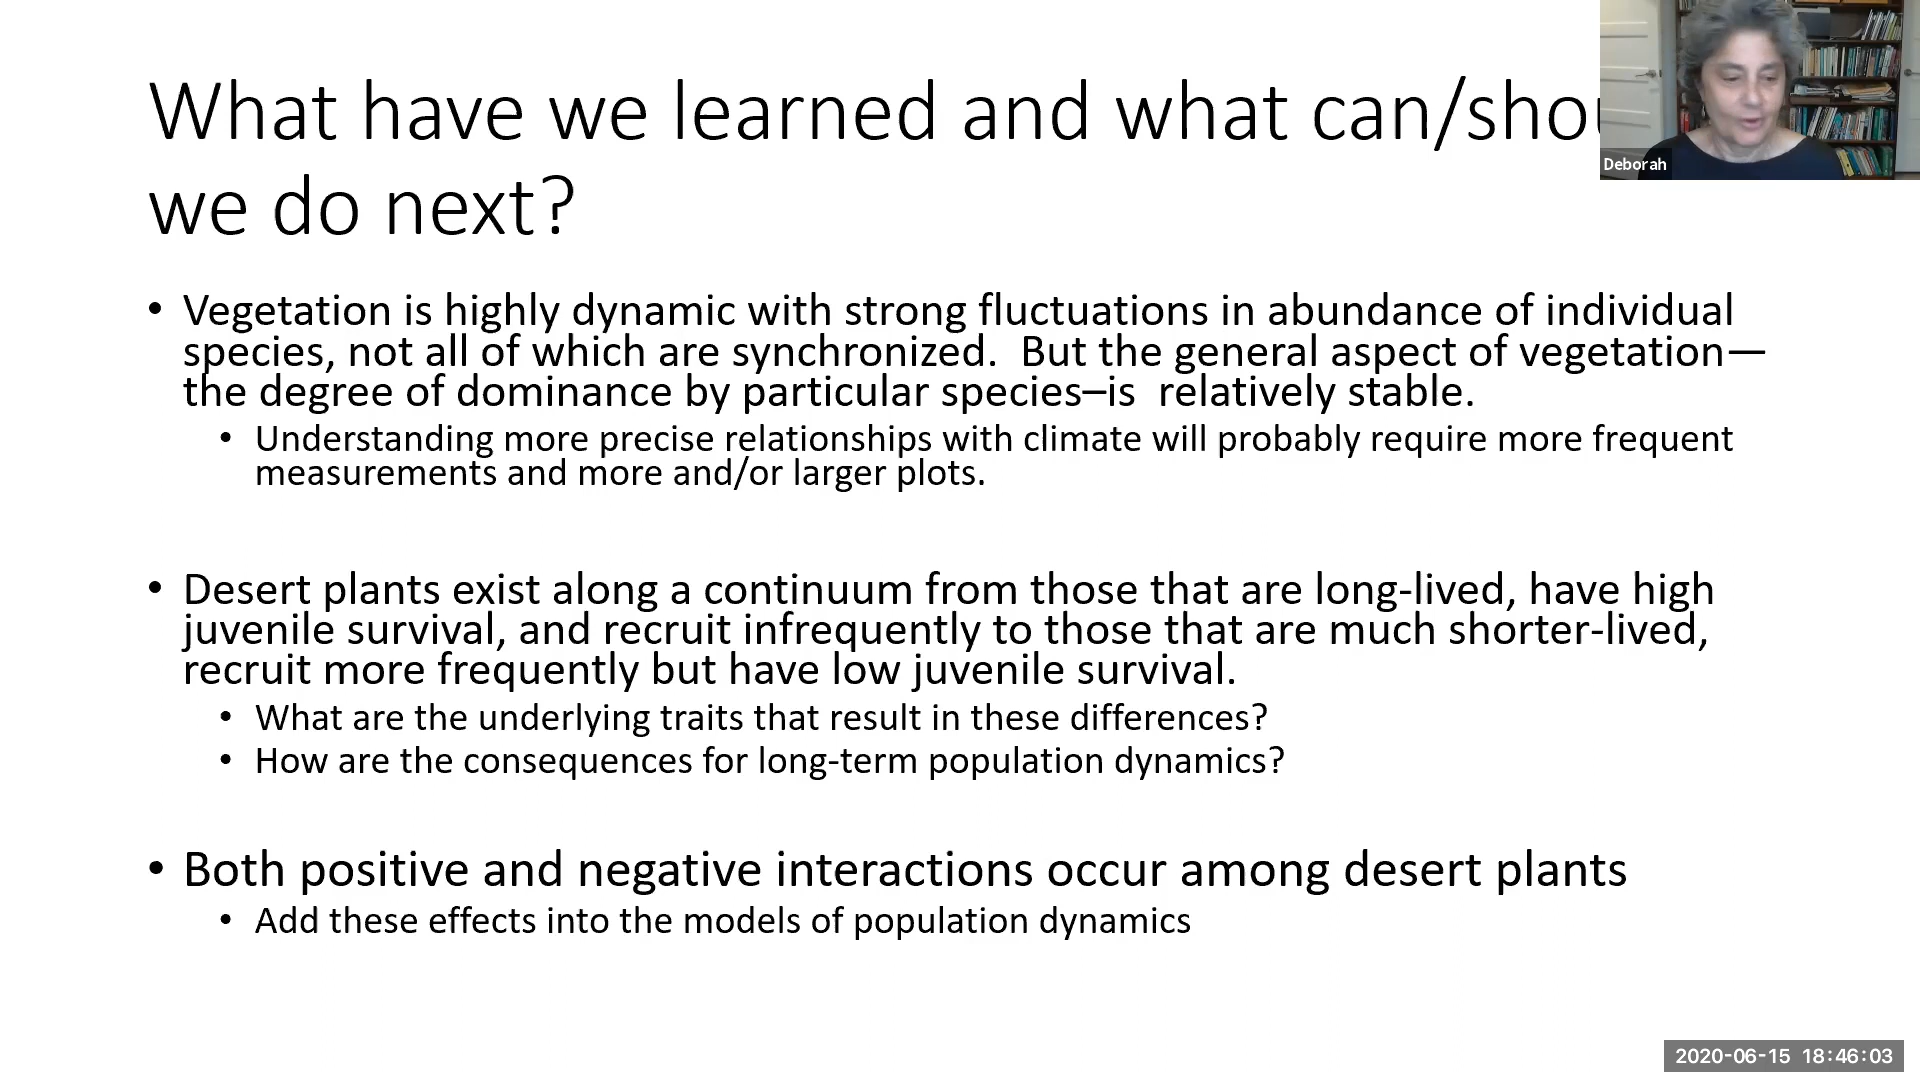 What have we learned and what can/shou
we do next?
Deborah
• Vegetation is highly dynamic with strong fluctuations in abundance of individual
species, not all of which are synchronized.  But the general aspect of vegetation—
the degree of dominance by particular species–is  relatively stable.
• Understanding more precise relationships with climate will probably require more frequent
measurements and more and/or larger plots.
• Desert plants exist along a continuum from those that are long-lived, have high
juvenile survival, and recruit infrequently to those that are much shorter-lived,
recruit more frequently but have low juvenile survival.
• What are the underlying traits that result in these differences?
• How are the consequences for long-term population dynamics?
• Both positive and negative interactions occur among desert plants
• Add these effects into the models of population dynamics
2020-06-15 18:46:03